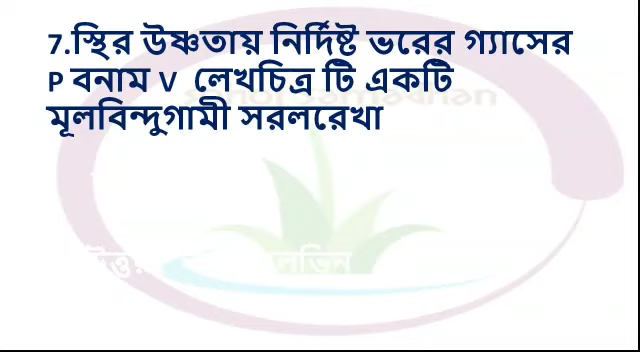 7.স্থির উষ্ণতায় নির্দিষ্ট ভরের গ্যাসের
P বনাম V লেখচিত্র টি একটি
মূলবিন্দুগামী সরলরেখা